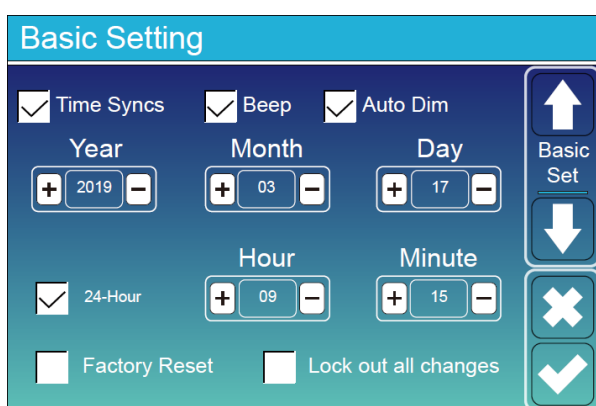 Basic Setting
Time Syncs Beep Auto Dim
Year Month Day
+ 2019 − + 03 − + 17 −
Basic
Set
Hour Minute
24-Hour + 09 − + 15 −
Factory Reset Lock out all changes